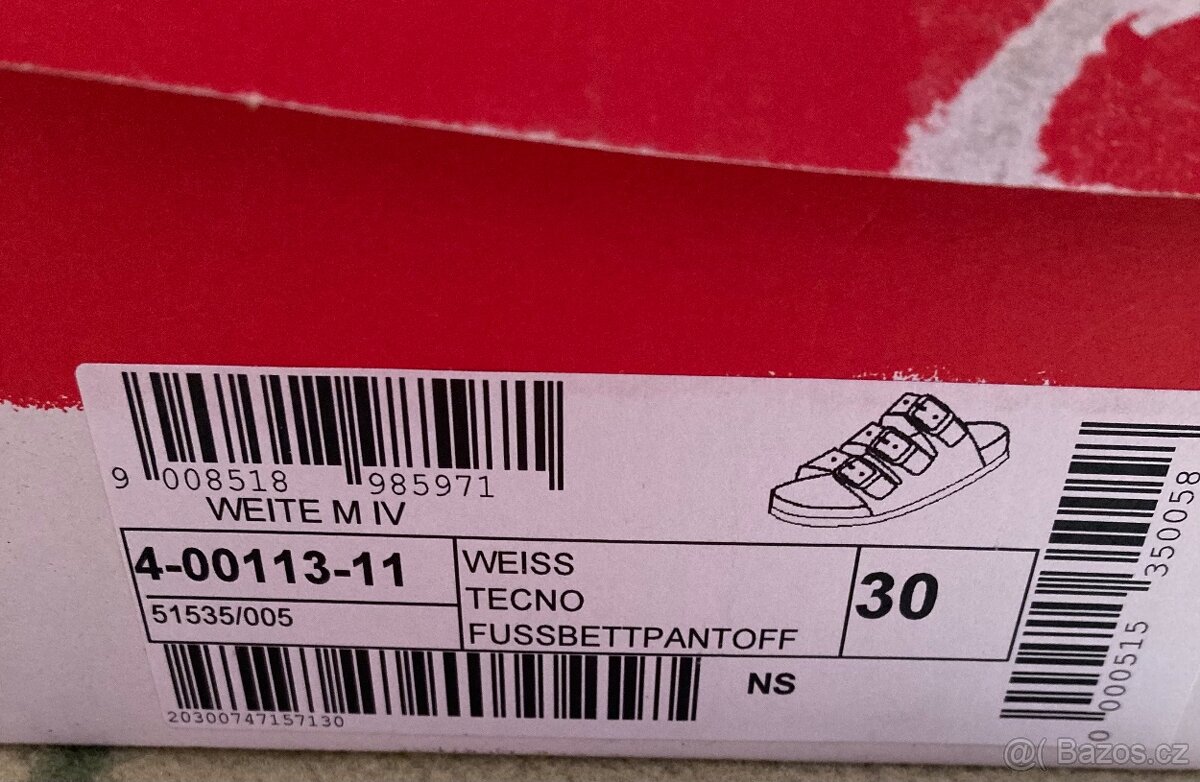 9 008518 985971
WEITE M IV
4-00113-11
51535/005
WEISS
TECNO
FUSSBETTPANTOFF
30
NS
20300747157130
0 000515 350058
@( Bazos.cz